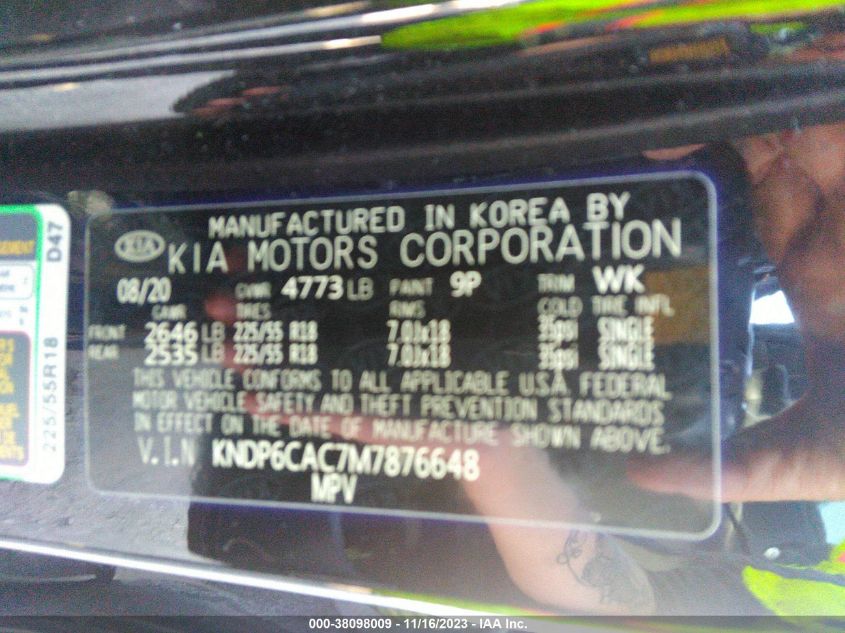 MANUFACTURED IN KOREA BY
KIA KIA MOTORS CORPORATION
08/20 GVWR 4773 LB PAINT 9P TRIM WK
GAWR TIRES RIMS COLD TIRE INFL
FRONT 2646 LB 225/55 R18 7.0Jx18 35psi SINGLE
REAR 2535 LB 225/55 R18 7.0Jx18 35psi SINGLE
THIS VEHICLE CONFORMS TO ALL APPLICABLE U.S.A. FEDERAL
MOTOR VEHICLE SAFETY AND THEFT PREVENTION STANDARDS
IN EFFECT ON THE DATE OF MANUFACTURE SHOWN ABOVE.
V.I.N KNDP6CAC7M7876648
MPV
D47
225/55R18
000-38098009 - 11/16/2023 - IAA Inc.